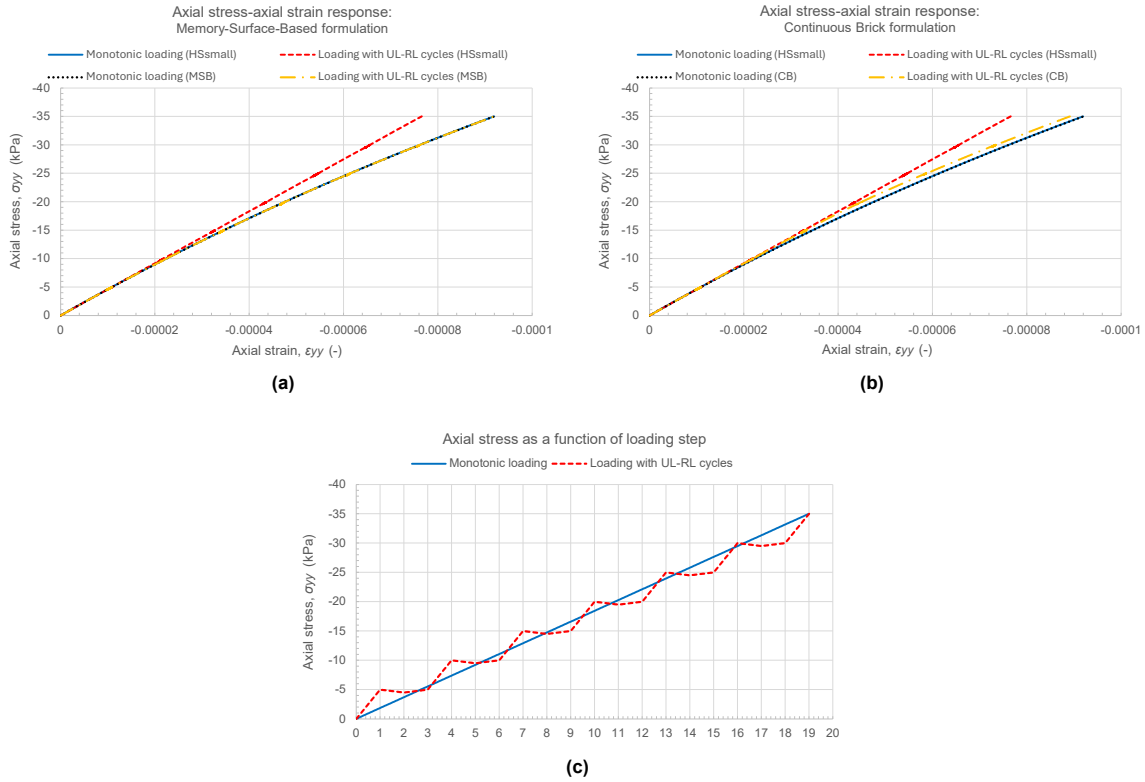 Axial stress-axial strain response:
Memory-Surface-Based formulation
Monotonic loading (HSsmall)
Loading with UL-RL cycles (HSsmall)
Monotonic loading (MSB)
Loading with UL-RL cycles (MSB)
-40
-35
-30
-25
-20
-15
-10
-5
0
Axial stress, σyy (kPa)
0 -0.00002 -0.00004 -0.00006 -0.00008 -0.0001
Axial strain, εyy (-)
(a)
Axial stress-axial strain response:
Continuous Brick formulation
Monotonic loading (HSsmall)
Loading with UL-RL cycles (HSsmall)
Monotonic loading (CB)
Loading with UL-RL cycles (CB)
-40
-35
-30
-25
-20
-15
-10
-5
0
Axial stress, σyy (kPa)
0 -0.00002 -0.00004 -0.00006 -0.00008 -0.0001
Axial strain, εyy (-)
(b)
Axial stress as a function of loading step
Monotonic loading
Loading with UL-RL cycles
-40
-35
-30
-25
-20
-15
-10
-5
0
Axial stress, σyy (kPa)
0 1 2 3 4 5 6 7 8 9 10 11 12 13 14 15 16 17 18 19 20
(c)